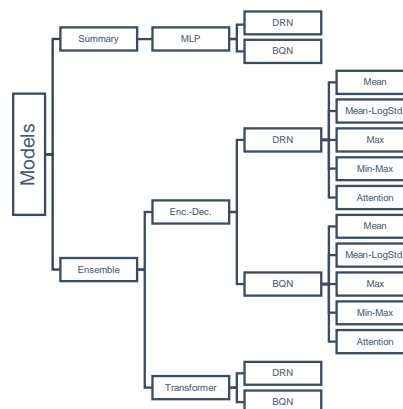 Models
Summary
MLP
DRN
BQN
Ensemble
Enc.-Dec.
DRN
Mean
Mean-LogStd
Max
Min-Max
Attention
BQN
Mean
Mean-LogStd
Max
Min-Max
Attention
Transformer
DRN
BQN